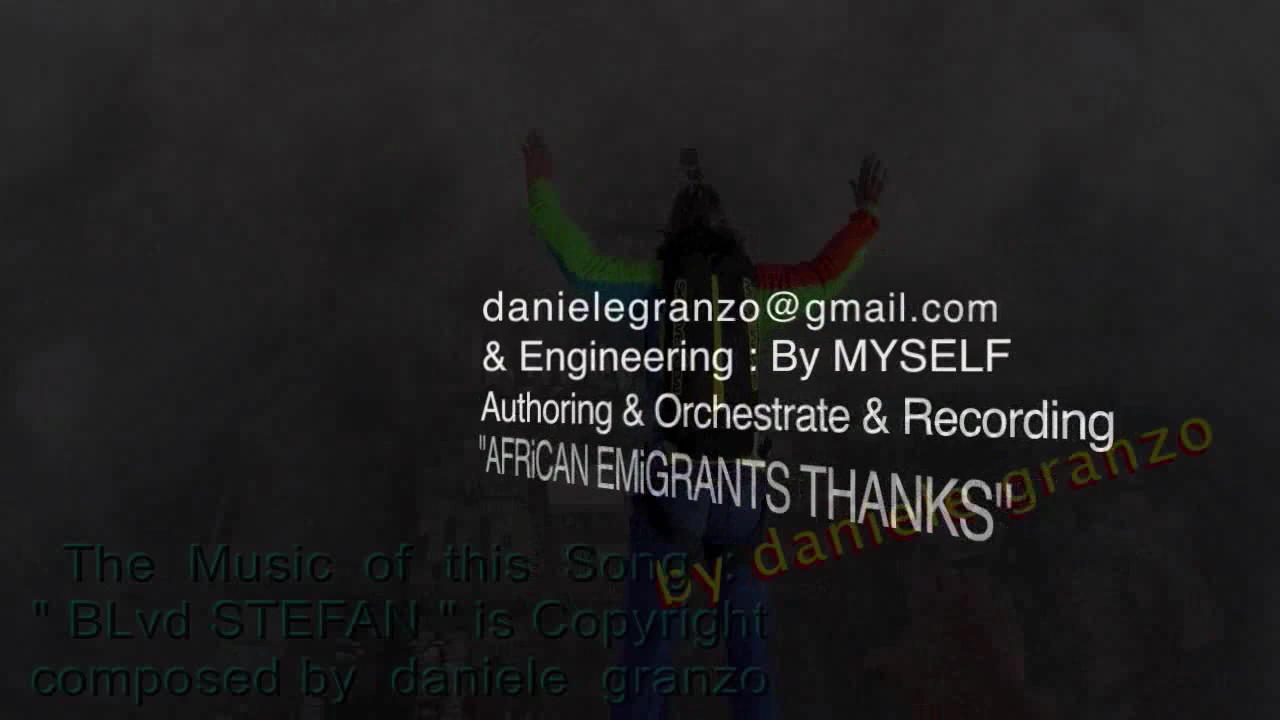 danielegranzo@gmail.com
& Engineering : By MYSELF
Authoring & Orchestrate & Recording
"AFRiCAN EMiGRANTS THANKS"
by daniele granzo
The Music of this Song :
" BLvd STEFAN " is Copyright
composed by daniele granzo